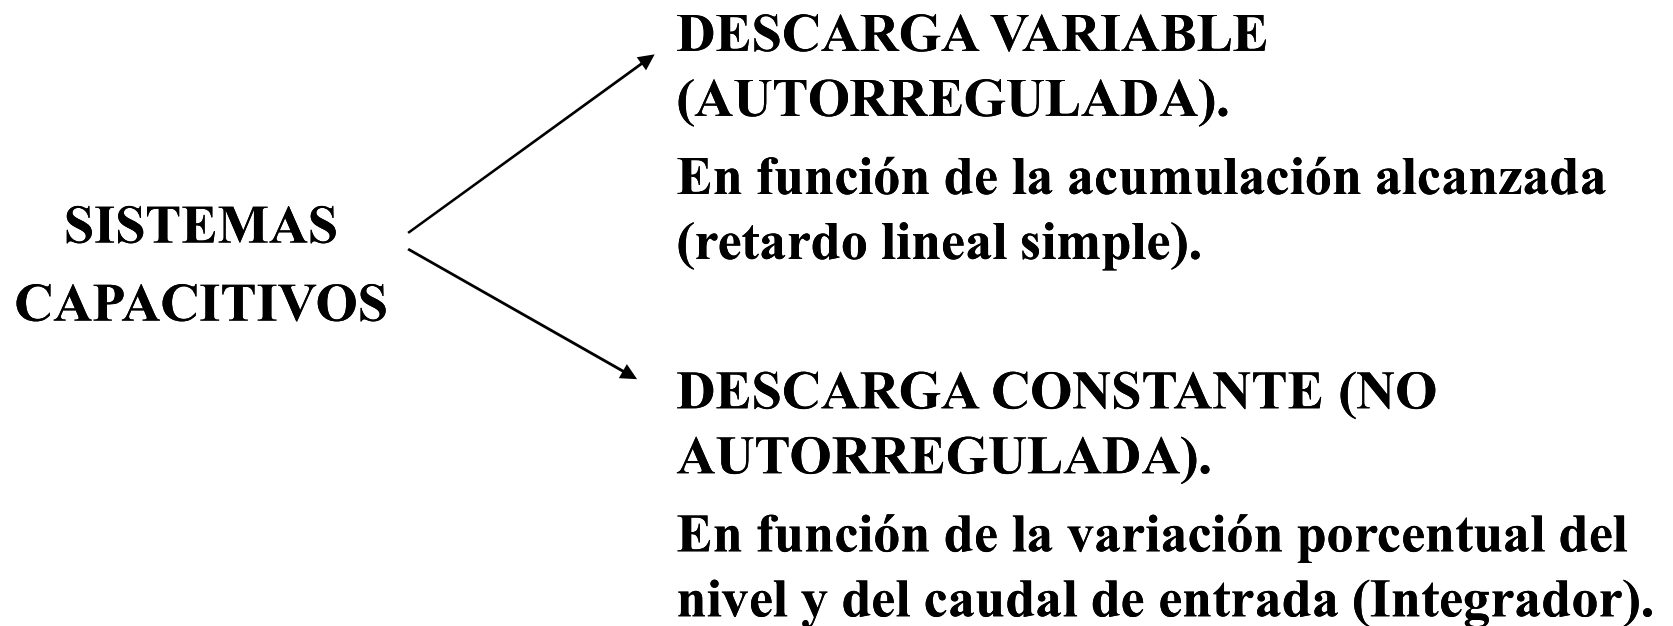 SISTEMAS
CAPACITIVOS
DESCARGA VARIABLE
(AUTORREGULADA).
En función de la acumulación alcanzada
(retardo lineal simple).
DESCARGA CONSTANTE (NO
AUTORREGULADA).
En función de la variación porcentual del
nivel y del caudal de entrada (Integrador).